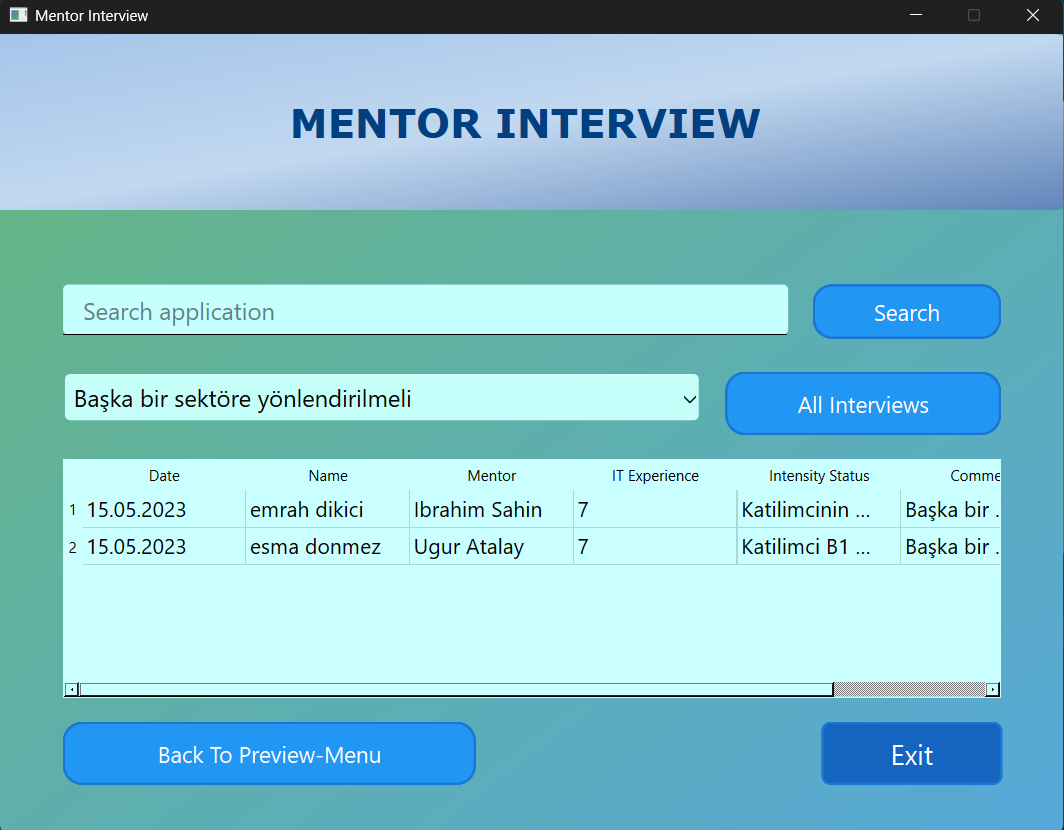 Mentor Interview
MENTOR INTERVIEW
Search application
Search
Başka bir sektöre yönlendirilmeli
All Interviews
Date Name Mentor IT Experience Intensity Status Comme
1 15.05.2023 emrah dikici Ibrahim Sahin 7 Katilimcinin ... Başka bir .
2 15.05.2023 esma donmez Ugur Atalay 7 Katilimci B1 ... Başka bir .
Back To Preview-Menu
Exit